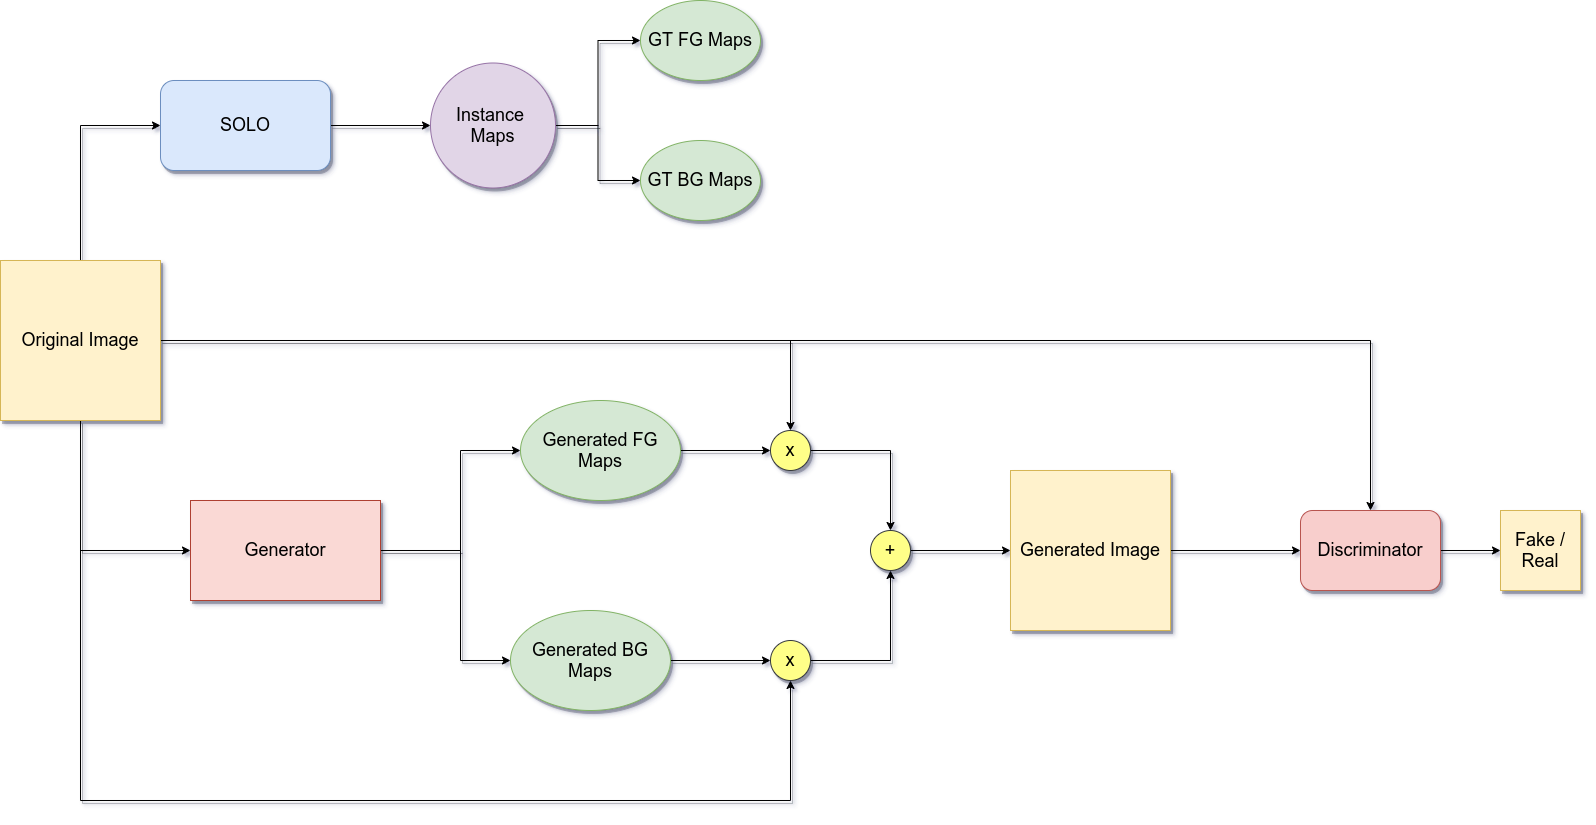 GT FG Maps
SOLO
Instance
Maps
GT BG Maps
Original Image
Generated FG
Maps
x
Generator
+
Generated Image
Discriminator
Fake /
Real
Generated BG
Maps
x